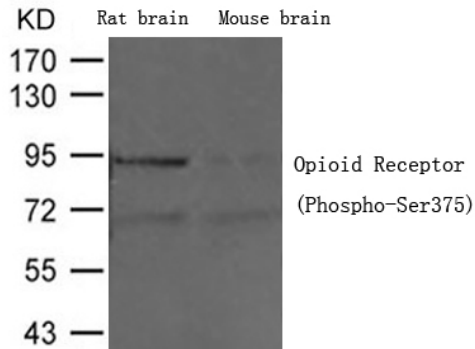 KD
Rat brain
Mouse brain
170
130
95
72
55
43
Opioid Receptor
(Phospho-Ser375)